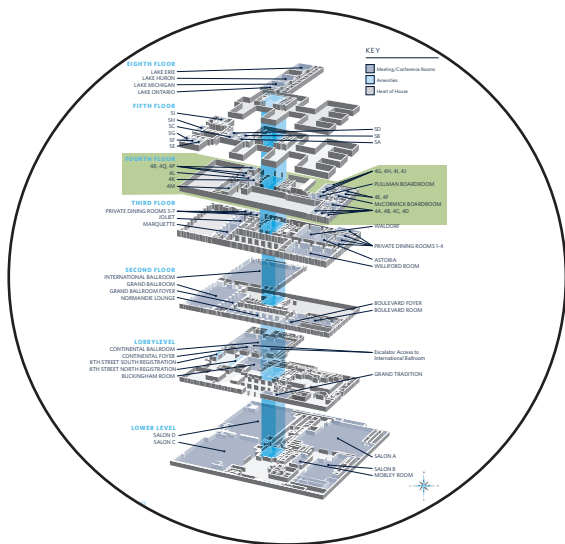 KEY
Meeting/Conference Rooms
Amenities
Heart of House
EIGHTH FLOOR
LAKE ERIE
LAKE HURON
LAKE MICHIGAN
LAKE ONTARIO
FIFTH FLOOR
5I
5H
5C
5G
5F
5E
5D
5B
5A
FOURTH FLOOR
4R, 4Q, 4P
4L
4K
4M
4G, 4H, 4I, 4J
PULLMAN BOARDROOM
4E, 4F
McCORMICK BOARDROOM
4A, 4B, 4C, 4D
THIRD FLOOR
PRIVATE DINING ROOMS 5-7
JOLIET
MARQUETTE
WALDORF
PRIVATE DINING ROOMS 1-4
ASTORIA
WILLIFORD ROOM
SECOND FLOOR
INTERNATIONAL BALLROOM
GRAND BALLROOM
GRAND BALLROOM FOYER
NORMANDIE LOUNGE
BOULEVARD FOYER
BOULEVARD ROOM
LOBBY LEVEL
CONTINENTAL BALLROOM
CONTINENTAL FOYER
8TH STREET SOUTH REGISTRATION
8TH STREET NORTH REGISTRATION
BUCKINGHAM ROOM
Escalator Access to
International Ballroom
GRAND TRADITION
LOWER LEVEL
SALON D
SALON C
SALON A
SALON B
MOBLEY ROOM